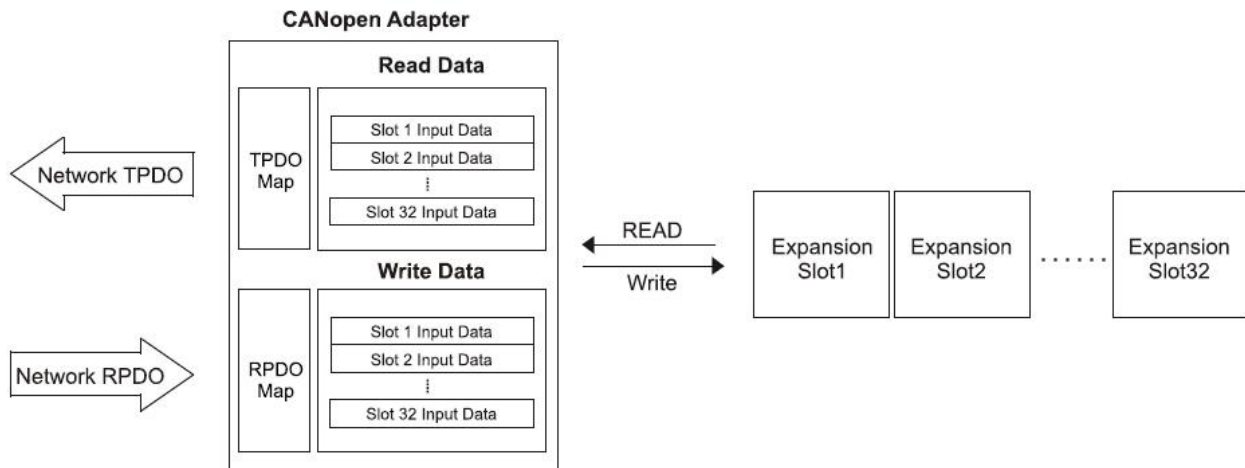 CANopen Adapter
Read Data
Network TPDO
TPDO
Map
Slot 1 Input Data
Slot 2 Input Data
Slot 32 Input Data
READ
Write
Expansion
Slot1
Expansion
Slot2
Expansion
Slot32
Write Data
Network RPDO
RPDO
Map
Slot 1 Input Data
Slot 2 Input Data
Slot 32 Input Data